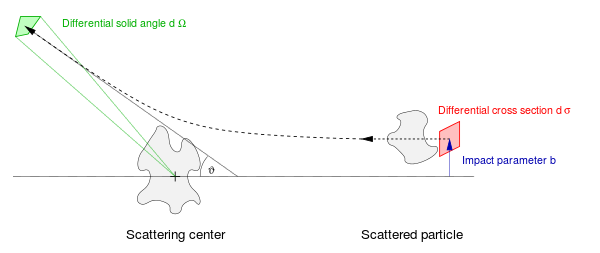 Differential solid angle d Ω
Differential cross section d σ
Impact parameter b
ϑ
Scattering center
Scattered particle